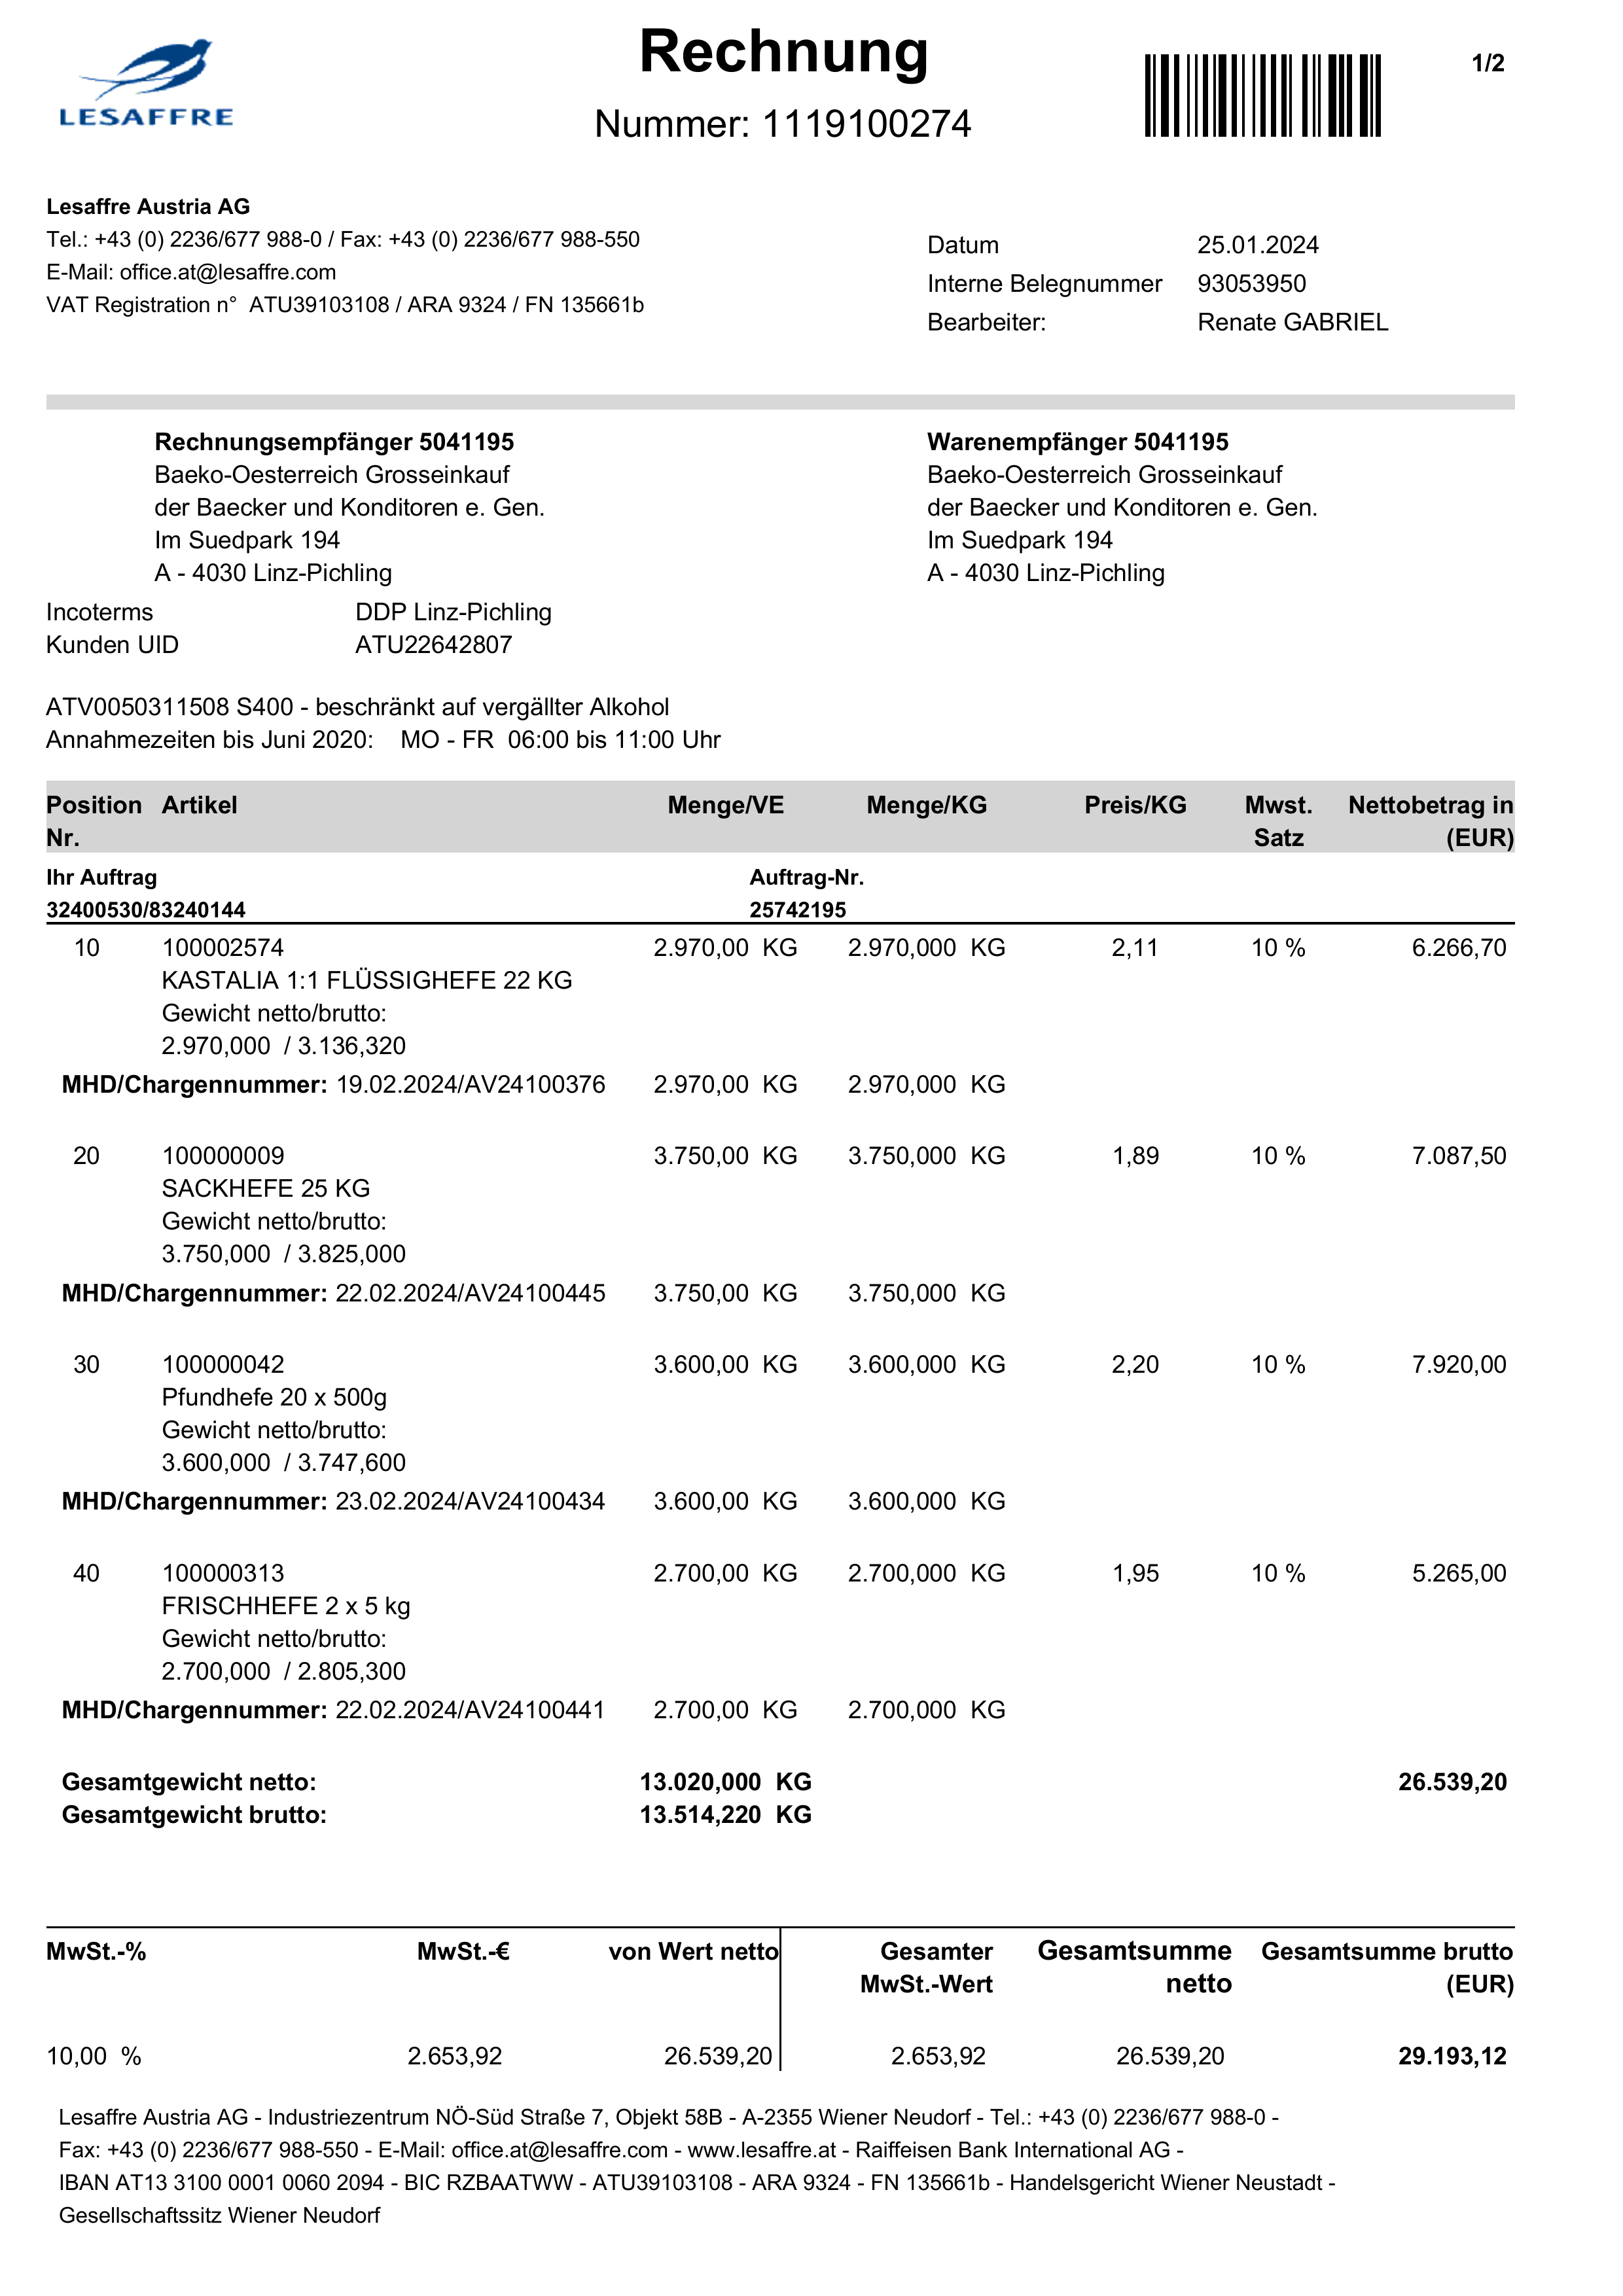 LESAFFRE
Rechnung
Nummer: 1119100274
1/2
Lesaffre Austria AG
Tel.: +43 (0) 2236/677 988-0 / Fax: +43 (0) 2236/677 988-550
E-Mail: office.at@lesaffre.com
VAT Registration n° ATU39103108 / ARA 9324 / FN 135661b
Datum 25.01.2024
Interne Belegnummer 93053950
Bearbeiter: Renate GABRIEL
Rechnungsempfänger 5041195
Baeko-Oesterreich Grosseinkauf
der Baecker und Konditoren e. Gen.
Im Suedpark 194
A - 4030 Linz-Pichling
Warenempfänger 5041195
Baeko-Oesterreich Grosseinkauf
der Baecker und Konditoren e. Gen.
Im Suedpark 194
A - 4030 Linz-Pichling
Incoterms DDP Linz-Pichling
Kunden UID ATU22642807
ATV0050311508 S400 - beschränkt auf vergällter Alkohol
Annahmezeiten bis Juni 2020: MO - FR 06:00 bis 11:00 Uhr
Position Artikel Menge/VE Menge/KG Preis/KG Mwst. Nettobetrag in
Nr. Satz (EUR)
Ihr Auftrag Auftrag-Nr.
32400530/83240144 25742195
10 100002574 2.970,00 KG 2.970,000 KG 2,11 10 % 6.266,70
KASTALIA 1:1 FLÜSSIGHEFE 22 KG
Gewicht netto/brutto:
2.970,000 / 3.136,320
MHD/Chargennummer: 19.02.2024/AV24100376 2.970,00 KG 2.970,000 KG
20 100000009 3.750,00 KG 3.750,000 KG 1,89 10 % 7.087,50
SACKHEFE 25 KG
Gewicht netto/brutto:
3.750,000 / 3.825,000
MHD/Chargennummer: 22.02.2024/AV24100445 3.750,00 KG 3.750,000 KG
30 100000042 3.600,00 KG 3.600,000 KG 2,20 10 % 7.920,00
Pfundhefe 20 x 500g
Gewicht netto/brutto:
3.600,000 / 3.747,600
MHD/Chargennummer: 23.02.2024/AV24100434 3.600,00 KG 3.600,000 KG
40 100000313 2.700,00 KG 2.700,000 KG 1,95 10 % 5.265,00
FRISCHHEFE 2 x 5 kg
Gewicht netto/brutto:
2.700,000 / 2.805,300
MHD/Chargennummer: 22.02.2024/AV24100441 2.700,00 KG 2.700,000 KG
Gesamtgewicht netto: 13.020,000 KG 26.539,20
Gesamtgewicht brutto: 13.514,220 KG
MwSt.-% MwSt.-€ von Wert netto Gesamter Gesamtsumme Gesamtsumme brutto
MwSt.-Wert netto (EUR)
10,00 % 2.653,92 26.539,20 2.653,92 26.539,20 29.193,12
Lesaffre Austria AG - Industriezentrum NÖ-Süd Straße 7, Objekt 58B - A-2355 Wiener Neudorf - Tel.: +43 (0) 2236/677 988-0 -
Fax: +43 (0) 2236/677 988-550 - E-Mail: office.at@lesaffre.com - www.lesaffre.at - Raiffeisen Bank International AG -
IBAN AT13 3100 0001 0060 2094 - BIC RZBAATWW - ATU39103108 - ARA 9324 - FN 135661b - Handelsgericht Wiener Neustadt -
Gesellschaftssitz Wiener Neudorf